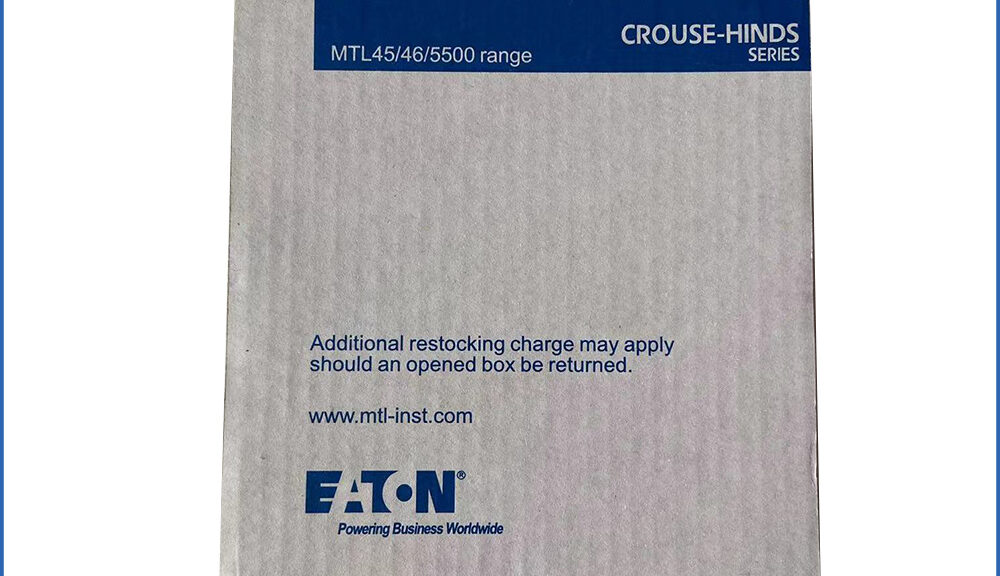 MTL45/46/5500 range
CROUSE-HINDS
SERIES
Additional restocking charge may apply
should an opened box be returned.
www.mtl-inst.com
EATON®
Powering Business Worldwide